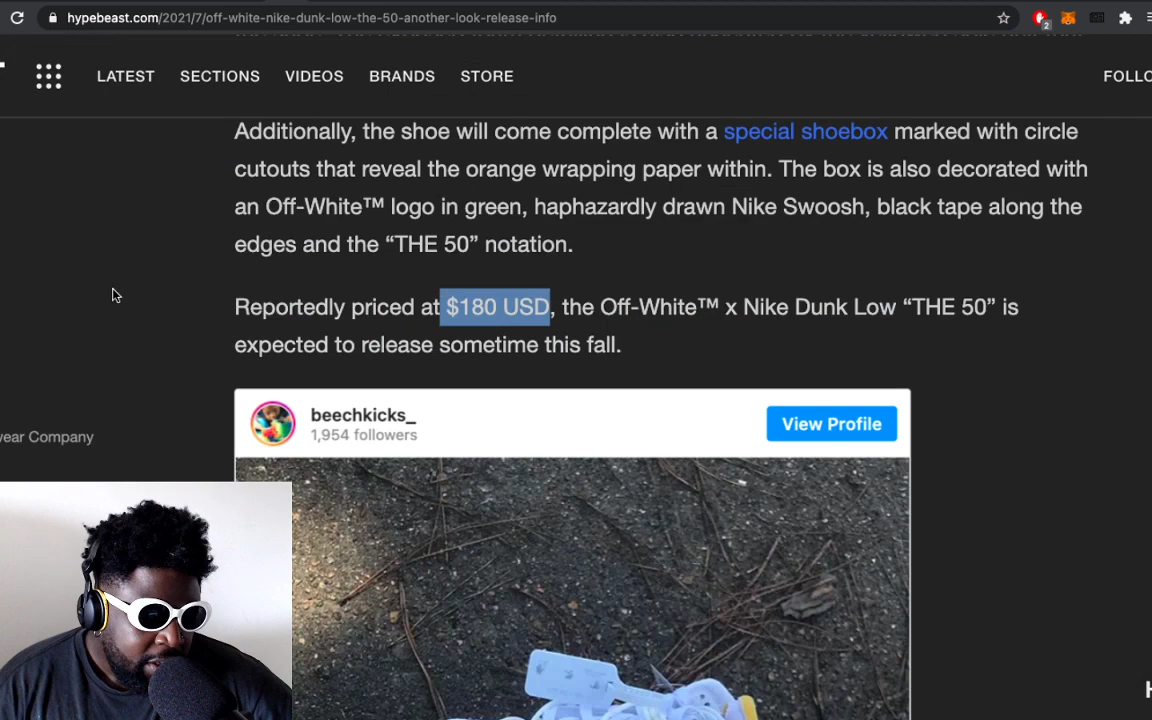 hypebeast.com/2021/7/off-white-nike-dunk-low-the-50-another-look-release-info
2
LATEST SECTIONS VIDEOS BRANDS STORE FOLLO
Additionally, the shoe will come complete with a special shoebox marked with circle
cutouts that reveal the orange wrapping paper within. The box is also decorated with
an Off-White™ logo in green, haphazardly drawn Nike Swoosh, black tape along the
edges and the “THE 50” notation.
Reportedly priced at $180 USD, the Off-White™ x Nike Dunk Low “THE 50” is
expected to release sometime this fall.
beechkicks_
1,954 followers
View Profile
wear Company
H